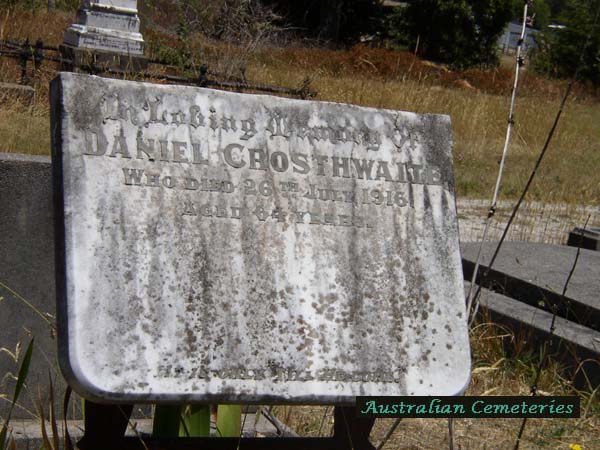 In Loving Memory Of
DANIEL CROSTHWAITE
WHO DIED 26TH JULY 1916.
AGED 64 YEARS.
Australian Cemeteries